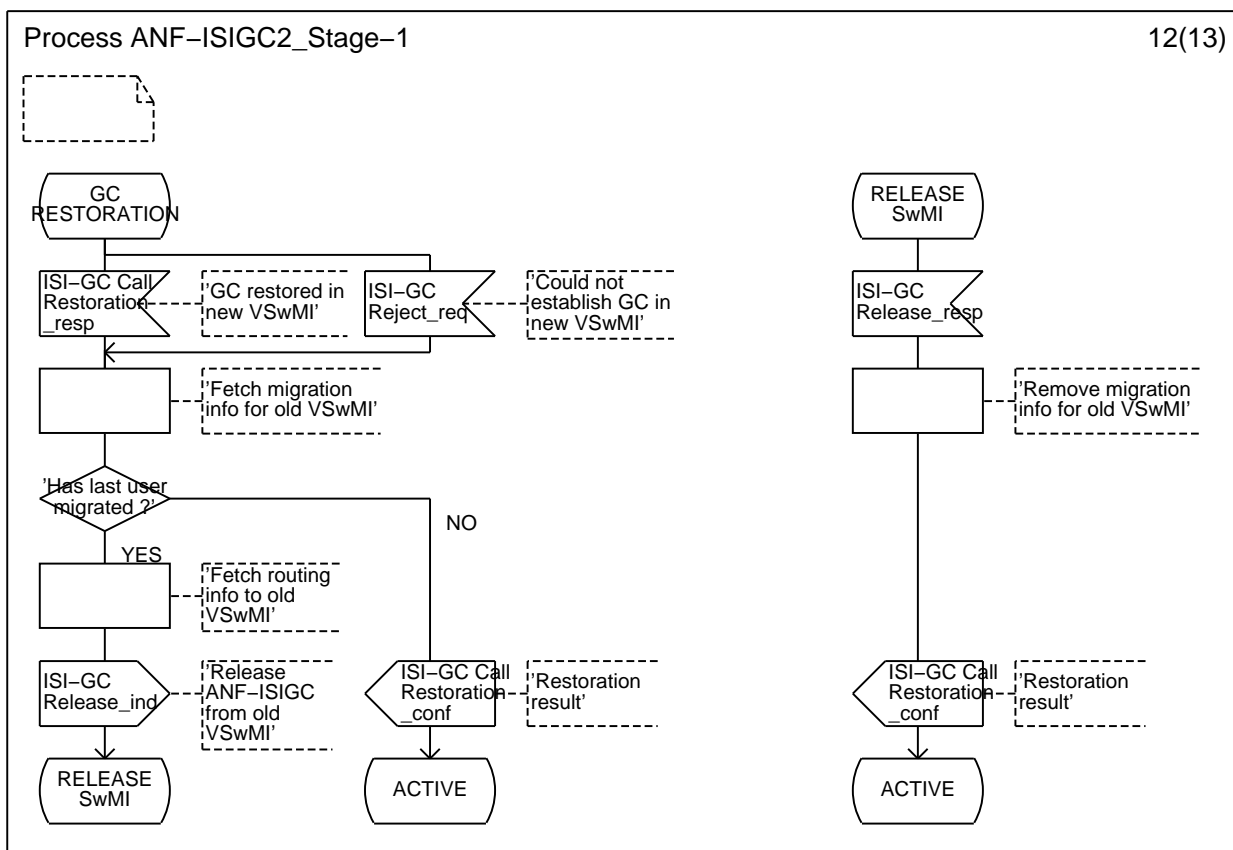 Process ANF−ISIGC2_Stage−1
12(13)
GC
RESTORATION
RELEASE
SwMI
ISI−GC Call
Restoration
_resp
'GC restored in
new VSwMI'
ISI−GC
Reject_req
'Could not
establish GC in
new VSwMI'
ISI−GC
Release_resp
'Fetch migration
info for old VSwMI'
'Remove migration
info for old VSwMI'
'Has last user
migrated ?'
NO
YES
'Fetch routing
info to old
VSwMI'
ISI−GC
Release_ind
'Release
ANF−ISIGC
from old
VSwMI'
ISI−GC Call
Restoration
_conf
'Restoration
result'
ISI−GC Call
Restoration
_conf
'Restoration
result'
RELEASE
SwMI
ACTIVE
ACTIVE